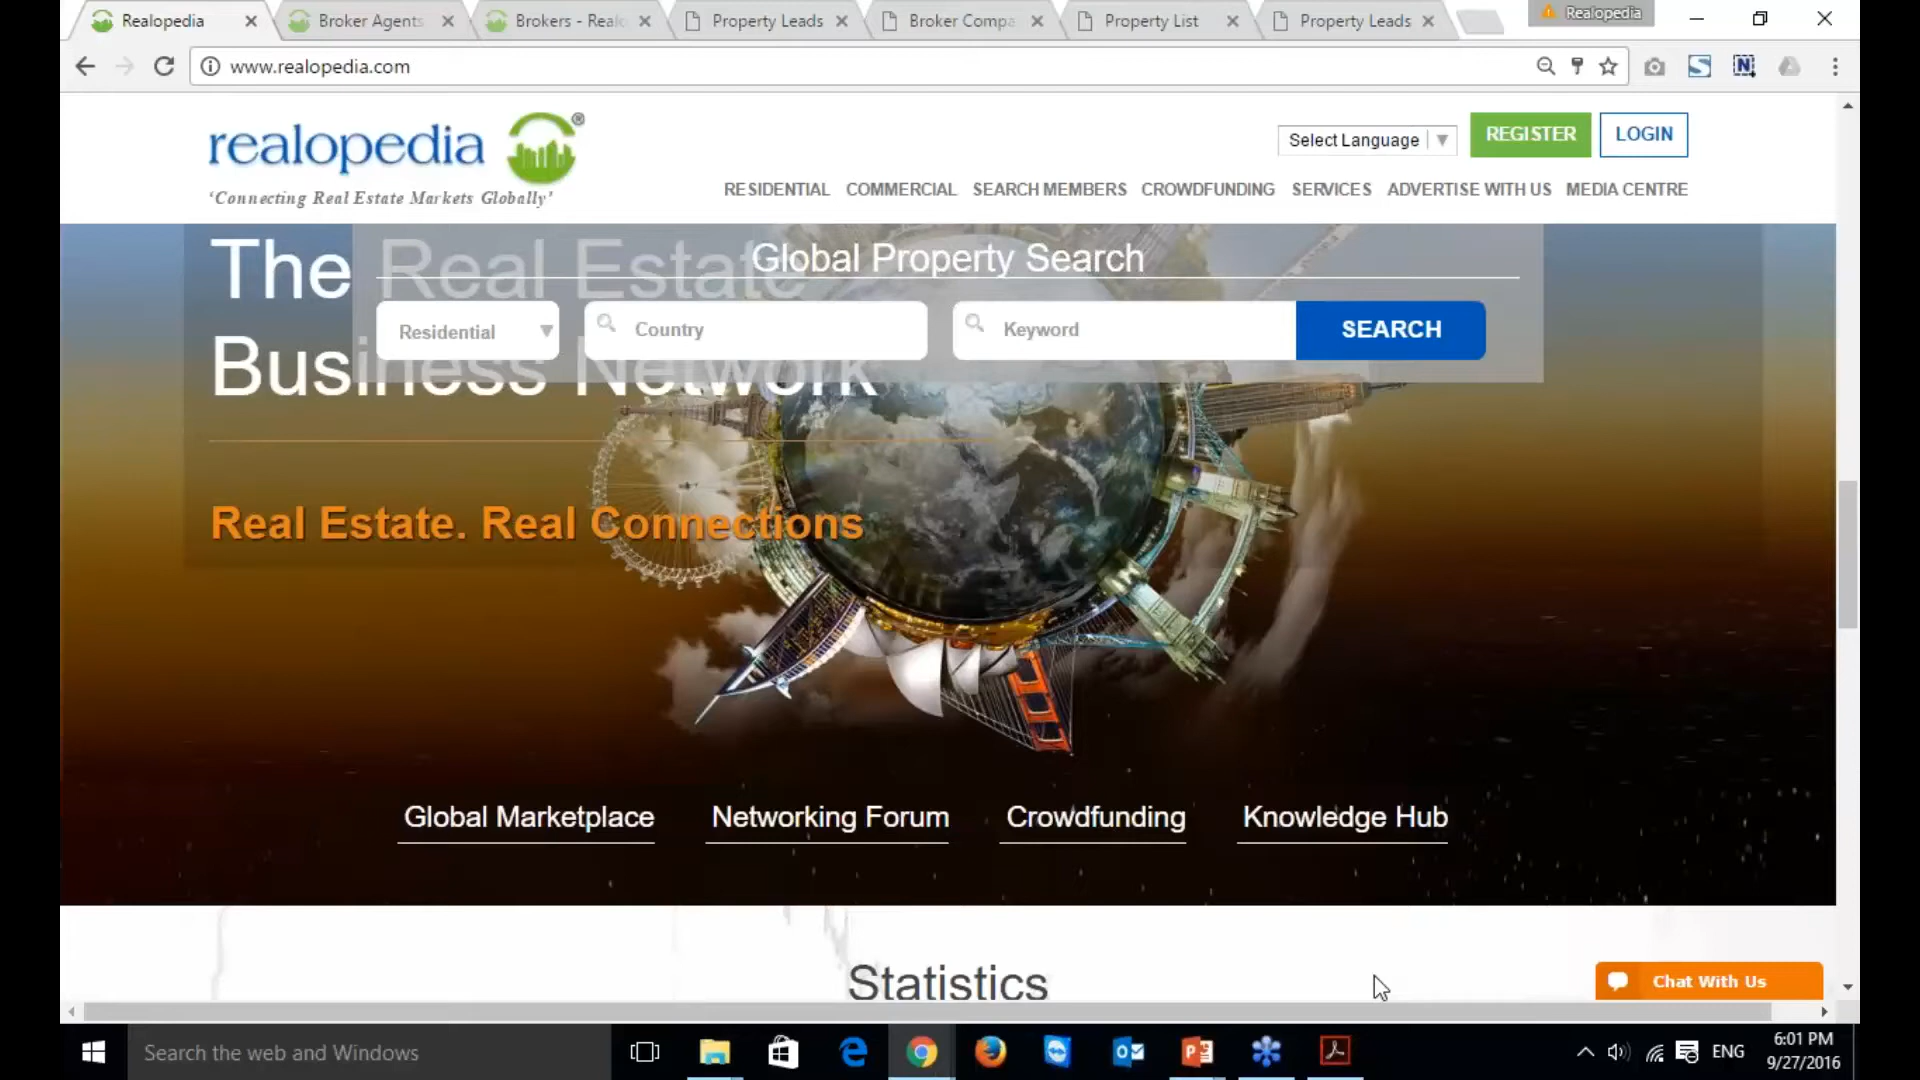 Realopedia
Broker Agents
Brokers - Real
Property Leads
Broker Compa
Property List
Property Leads
Realopedia
www.realopedia.com
realopedia®
'Connecting Real Estate Markets Globally'
Select Language
REGISTER
LOGIN
RESIDENTIAL COMMERCIAL SEARCH MEMBERS CROWDFUNDING SERVICES ADVERTISE WITH US MEDIA CENTRE
The Real Estate
Business Network
Global Property Search
Residential
Country
Keyword
SEARCH
Real Estate. Real Connections
Global Marketplace
Networking Forum
Crowdfunding
Knowledge Hub
Statistics
Chat With Us
Search the web and Windows
ENG
6:01 PM
9/27/2016